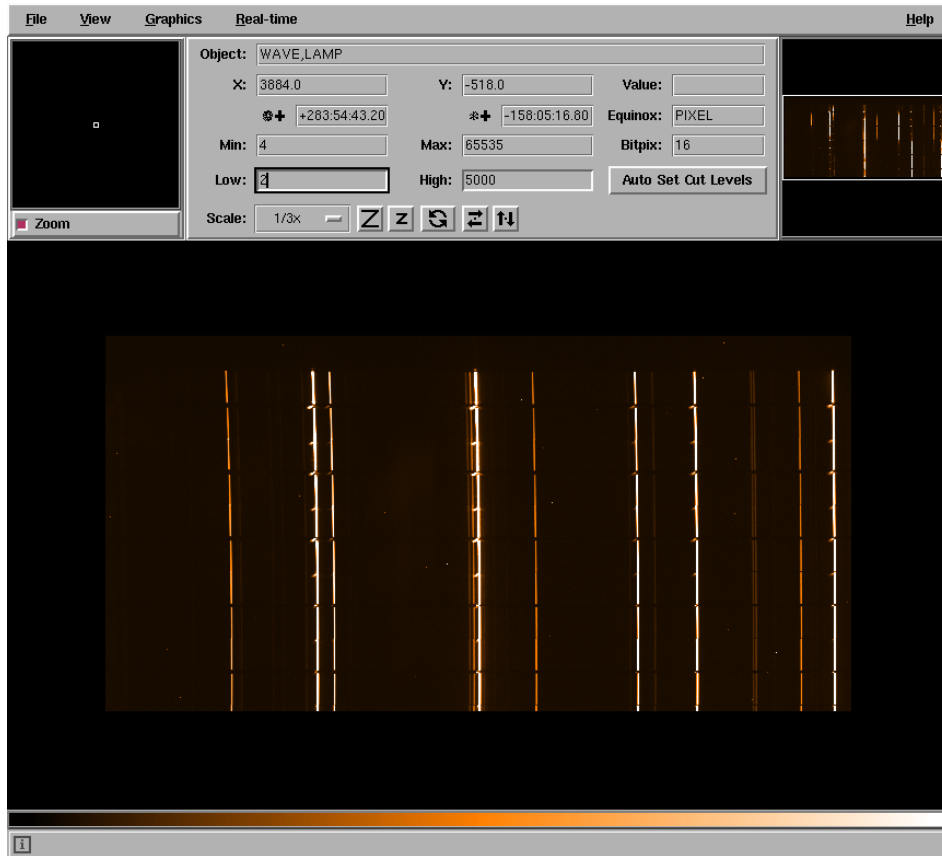 File View Graphics Real-time Help
Object: WAVE,LAMP
X: 3884.0 Y: -518.0 Value:
+283:54:43.20 -158:05:16.80 Equinox: PIXEL
Min: 4 Max: 65535 Bitpix: 16
Low: 2 High: 5000 Auto Set Cut Levels
Scale: 1/3x Z z
Zoom
i